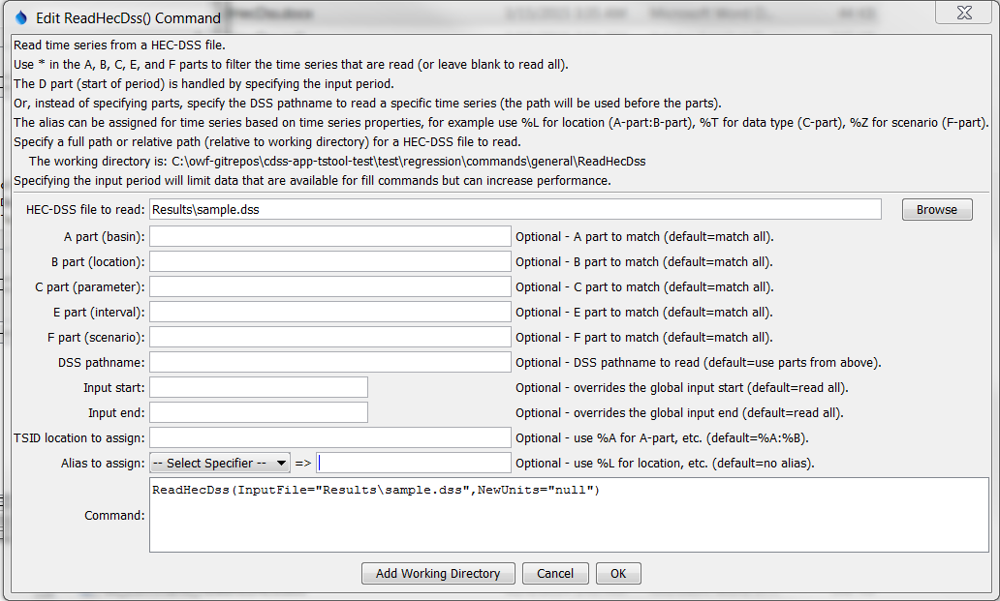 Edit ReadHecDss() Command
Read time series from a HEC-DSS file.
Use * in the A, B, C, E, and F parts to filter the time series that are read (or leave blank to read all).
The D part (start of period) is handled by specifying the input period.
Or, instead of specifying parts, specify the DSS pathname to read a specific time series (the path will be used before the parts).
The alias can be assigned for time series based on time series properties, for example use %L for location (A-part:B-part), %T for data type (C-part), %Z for scenario (F-part).
Specify a full path or relative path (relative to working directory) for a HEC-DSS file to read.
The working directory is: C:\owf-gitrepos\cdss-app-tstool-test\test\regression\commands\general\ReadHecDss
Specifying the input period will limit data that are available for fill commands but can increase performance.
HEC-DSS file to read: Results\sample.dss Browse
A part (basin): Optional - A part to match (default=match all).
B part (location): Optional - B part to match (default=match all).
C part (parameter): Optional - C part to match (default=match all).
E part (interval): Optional - E part to match (default=match all).
F part (scenario): Optional - F part to match (default=match all).
DSS pathname: Optional - DSS pathname to read (default=use parts from above).
Input start: Optional - overrides the global input start (default=read all).
Input end: Optional - overrides the global input end (default=read all).
TSID location to assign: Optional - use %A for A-part, etc. (default=%A:%B).
Alias to assign: -- Select Specifier -- => Optional - use %L for location, etc. (default=no alias).
ReadHecDss(InputFile="Results\sample.dss",NewUnits="null")
Command:
Add Working Directory Cancel OK